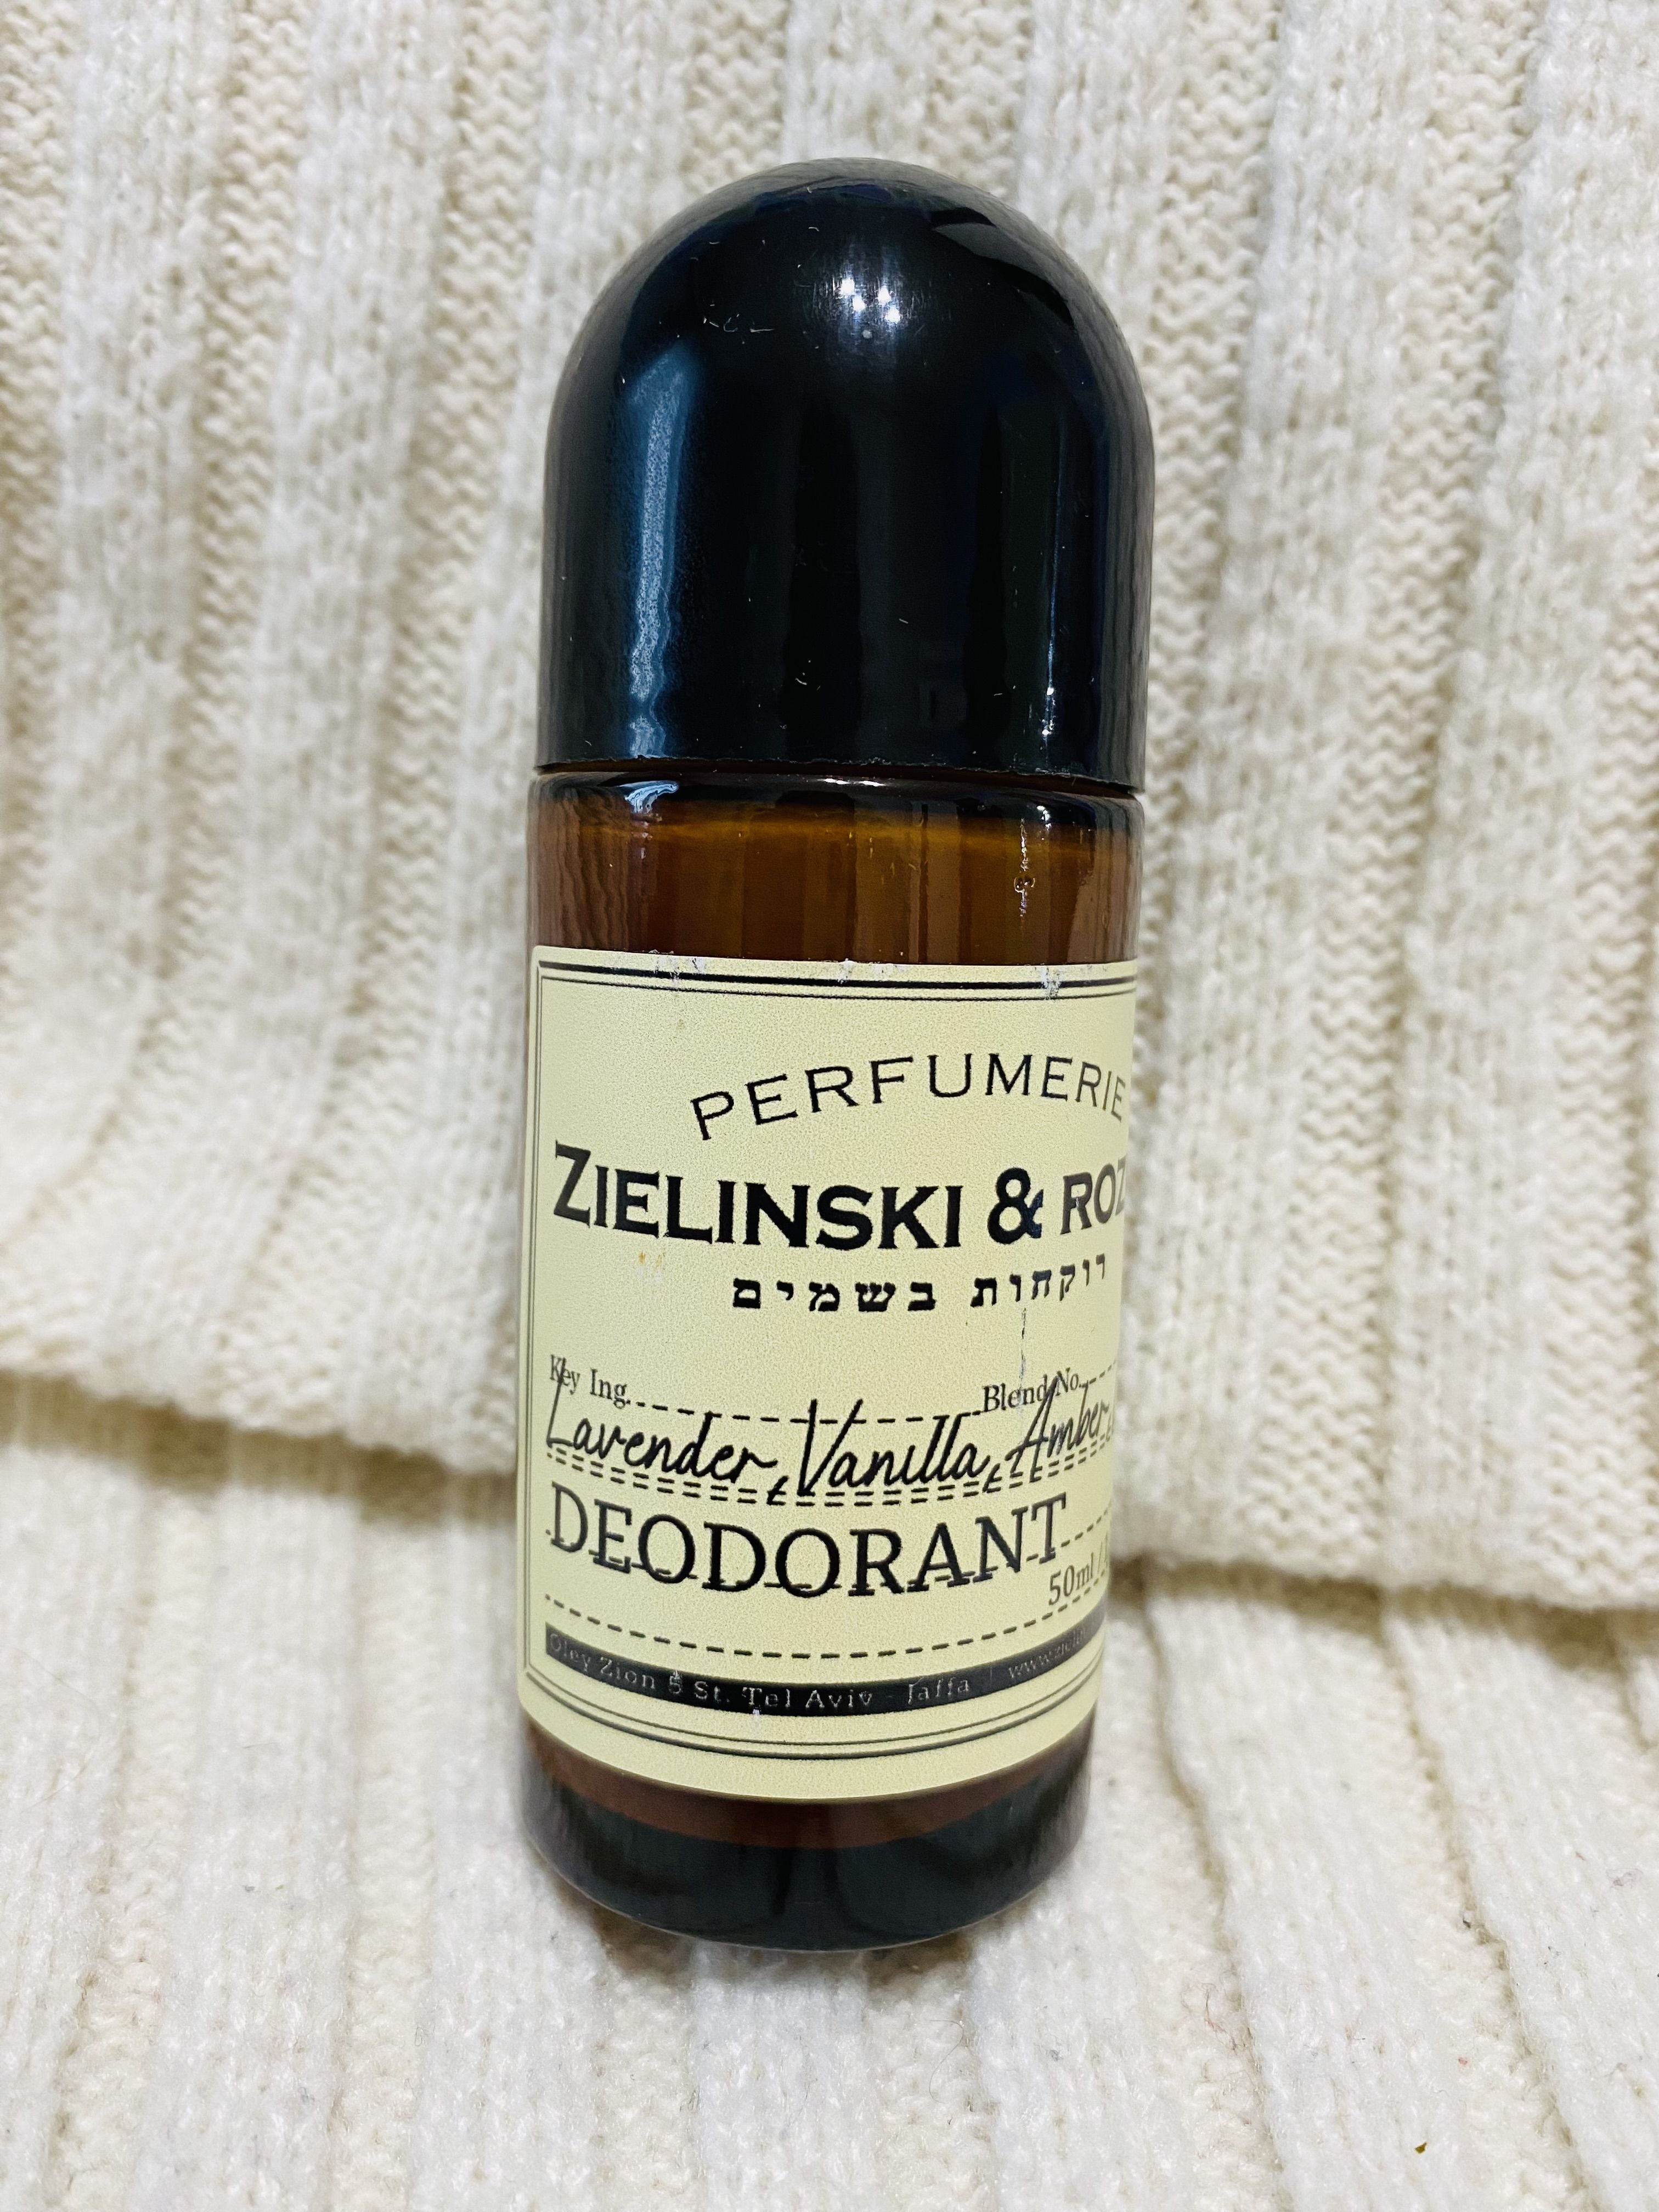 PERFUMERIE
ZIELINSKI & ROZ
רוקחות בשמים
Key Ing. Blend No.
Lavender, Vanilla, Amber
DEODORANT
50ml /
Oley Zion 5 St. Tel Aviv - Jaffa |